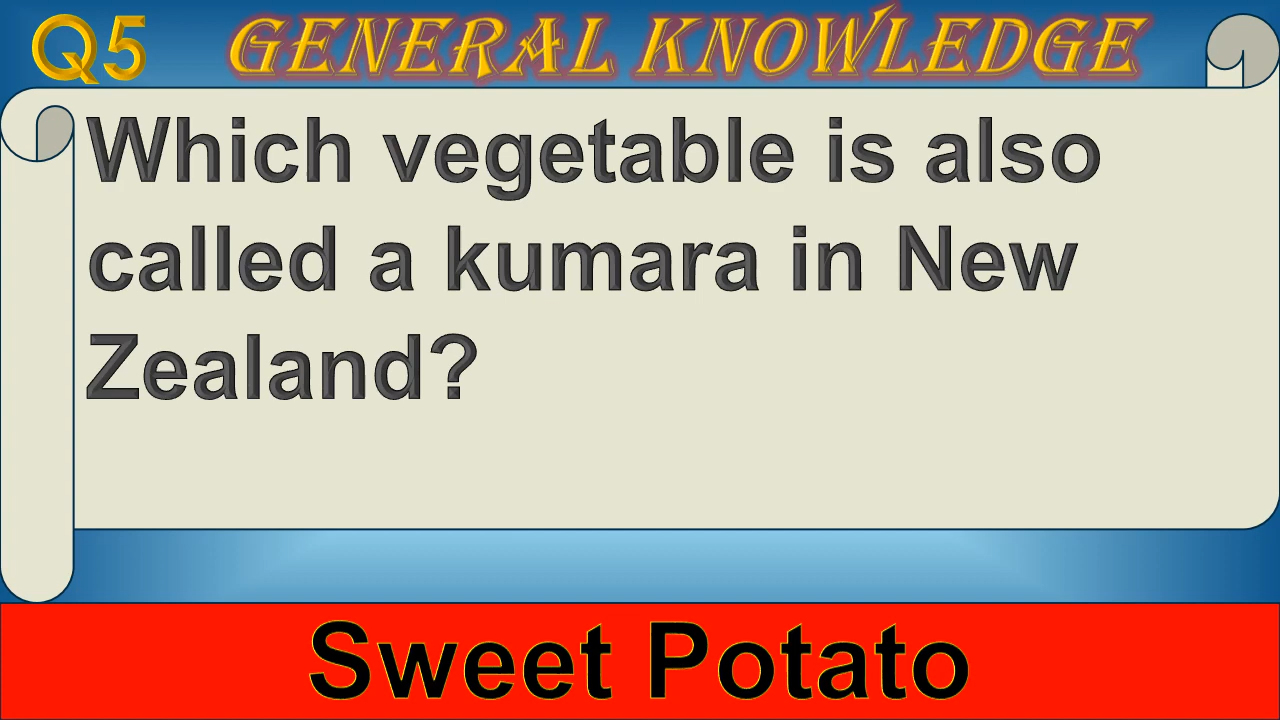 Q5 GENERAL KNOWLEDGE
Which vegetable is also
called a kumara in New
Zealand?
Sweet Potato